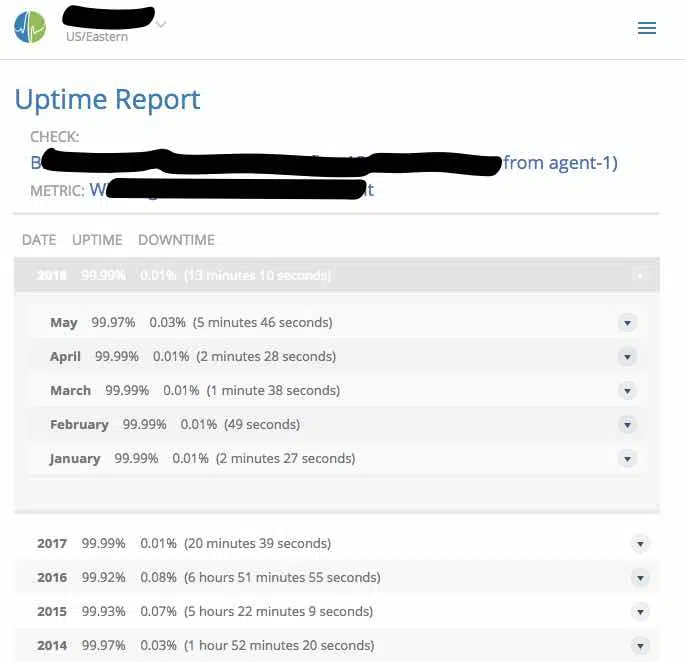 US/Eastern
Uptime Report
CHECK:
from agent-1)
METRIC:
DATE UPTIME DOWNTIME
2018 99.99% 0.01% (13 minutes 10 seconds)
May 99.97% 0.03% (5 minutes 46 seconds)
April 99.99% 0.01% (2 minutes 28 seconds)
March 99.99% 0.01% (1 minute 38 seconds)
February 99.99% 0.01% (49 seconds)
January 99.99% 0.01% (2 minutes 27 seconds)
2017 99.99% 0.01% (20 minutes 39 seconds)
2016 99.92% 0.08% (6 hours 51 minutes 55 seconds)
2015 99.93% 0.07% (5 hours 22 minutes 9 seconds)
2014 99.97% 0.03% (1 hour 52 minutes 20 seconds)